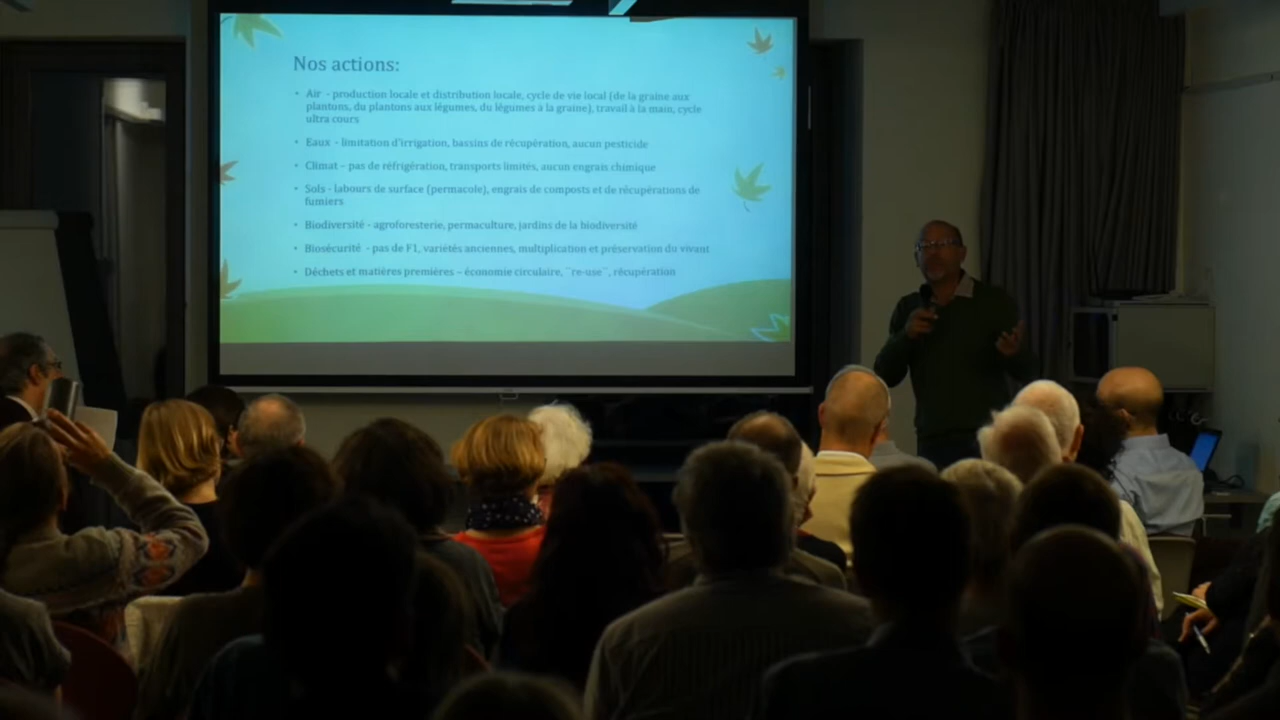 Nos actions:
• Air - production locale et distribution locale, cycle de vie local (de la graine aux
plantons, du plantons aux légumes, du légumes à la graine), travail à la main, cycle
ultra cours
• Eaux - limitation d'irrigation, bassins de récupération, aucun pesticide
• Climat – pas de réfrigération, transports limités, aucun engrais chimique
• Sols - labours de surface (permacole), engrais de composts et de récupérations de
fumiers
• Biodiversité - agroforesterie, permaculture, jardins de la biodiversité
• Biosécurité - pas de F1, variétés anciennes, multiplication et préservation du vivant
• Déchets et matières premières – économie circulaire, ¨re-use¨, récupération